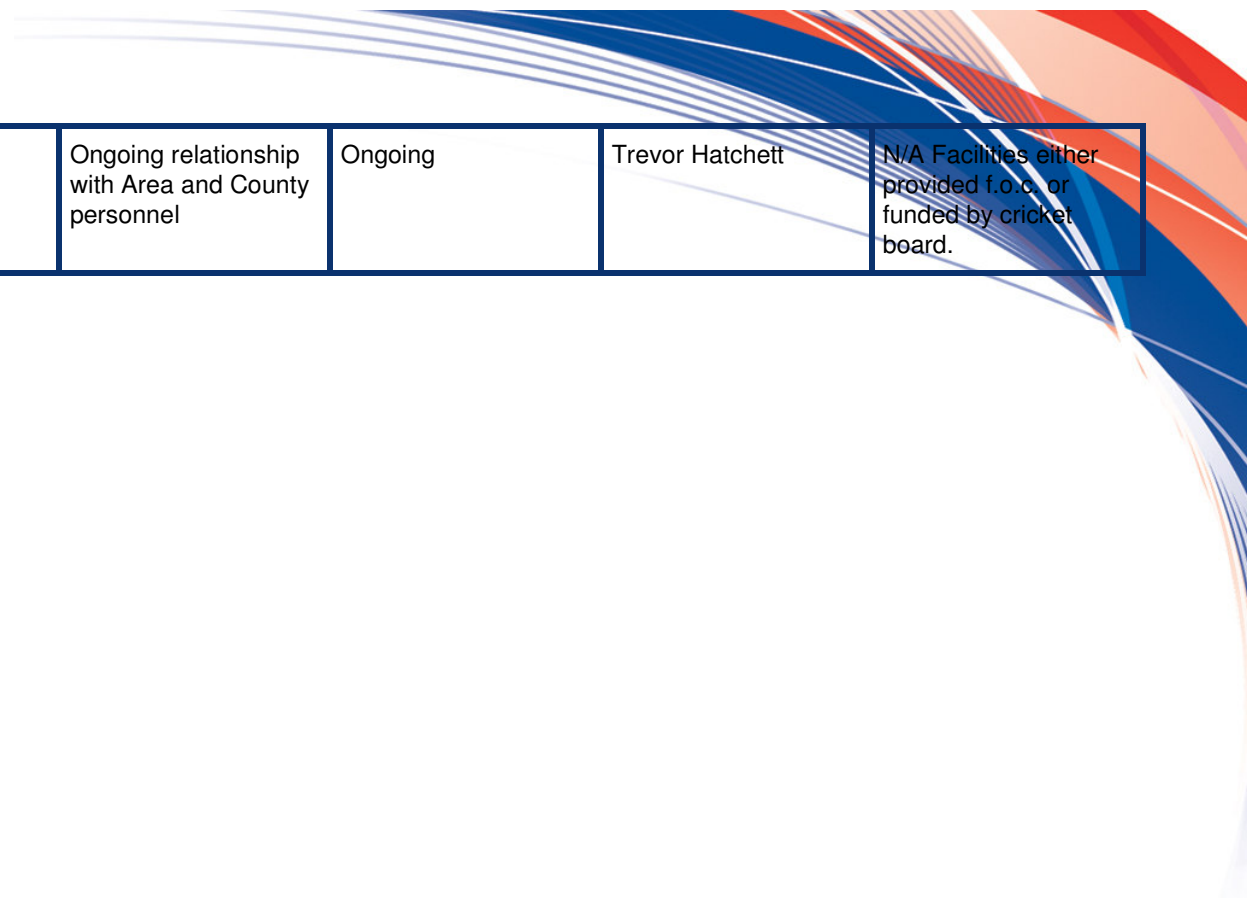 Ongoing relationship
with Area and County
personnel
Ongoing
Trevor Hatchett
N/A Facilities either
provided f.o.c. or
funded by cricket
board.